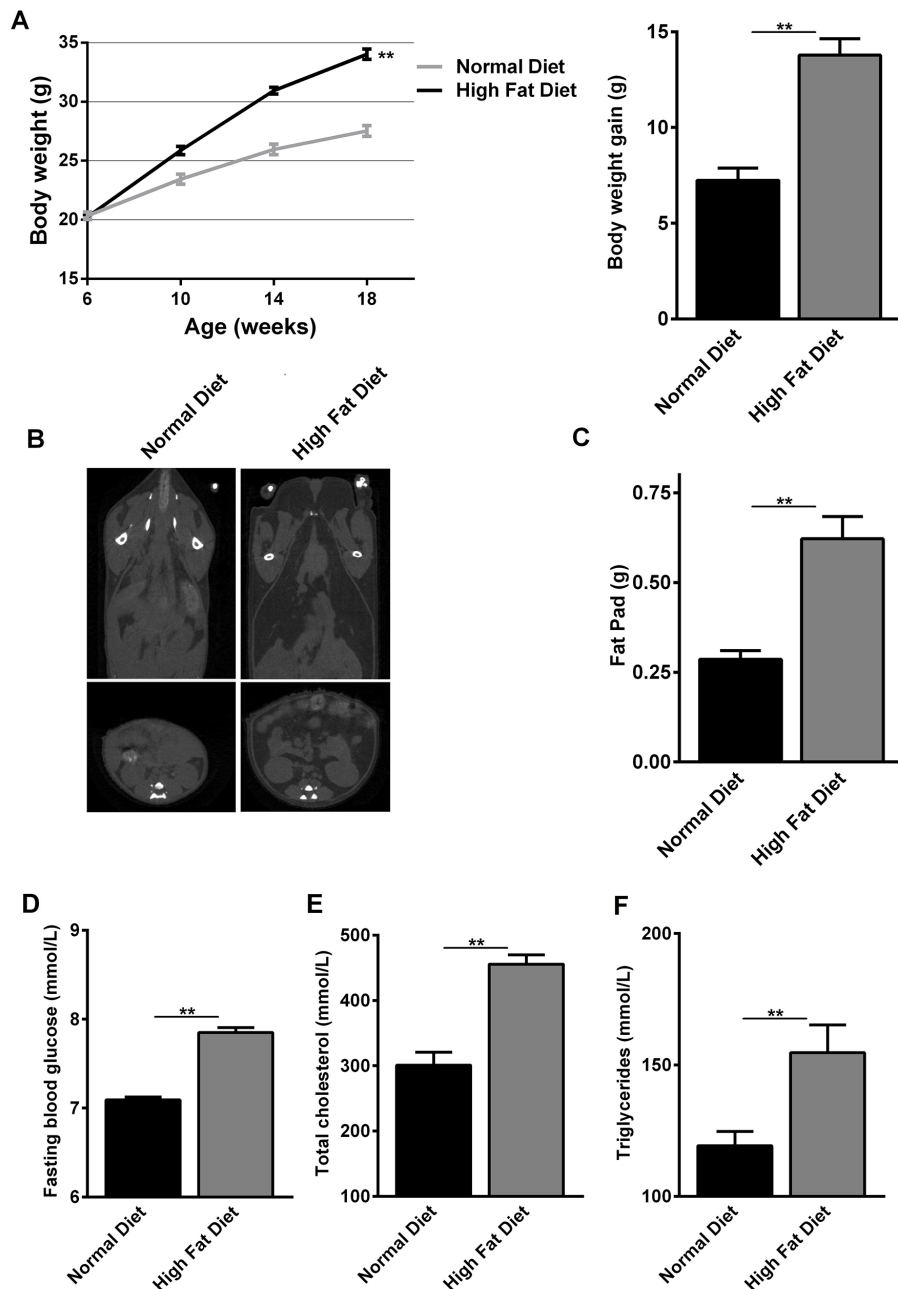 A
Body weight (g)
35
30
25
20
15
6
10
14
18
Age (weeks)
**
Normal Diet
High Fat Diet
Body weight gain (g)
15
10
5
0
**
Normal Diet
High Fat Diet
B
Normal Diet
High Fat Diet
C
Fat Pad (g)
0.75
0.50
0.25
0.00
**
Normal Diet
High Fat Diet
D
Fasting blood glucose (mmol/L)
9
8
7
6
**
Normal Diet
High Fat Diet
E
Total cholesterol (mmol/L)
500
400
300
200
100
**
Normal Diet
High Fat Diet
F
Triglycerides (mmol/L)
200
150
100
**
Normal Diet
High Fat Diet